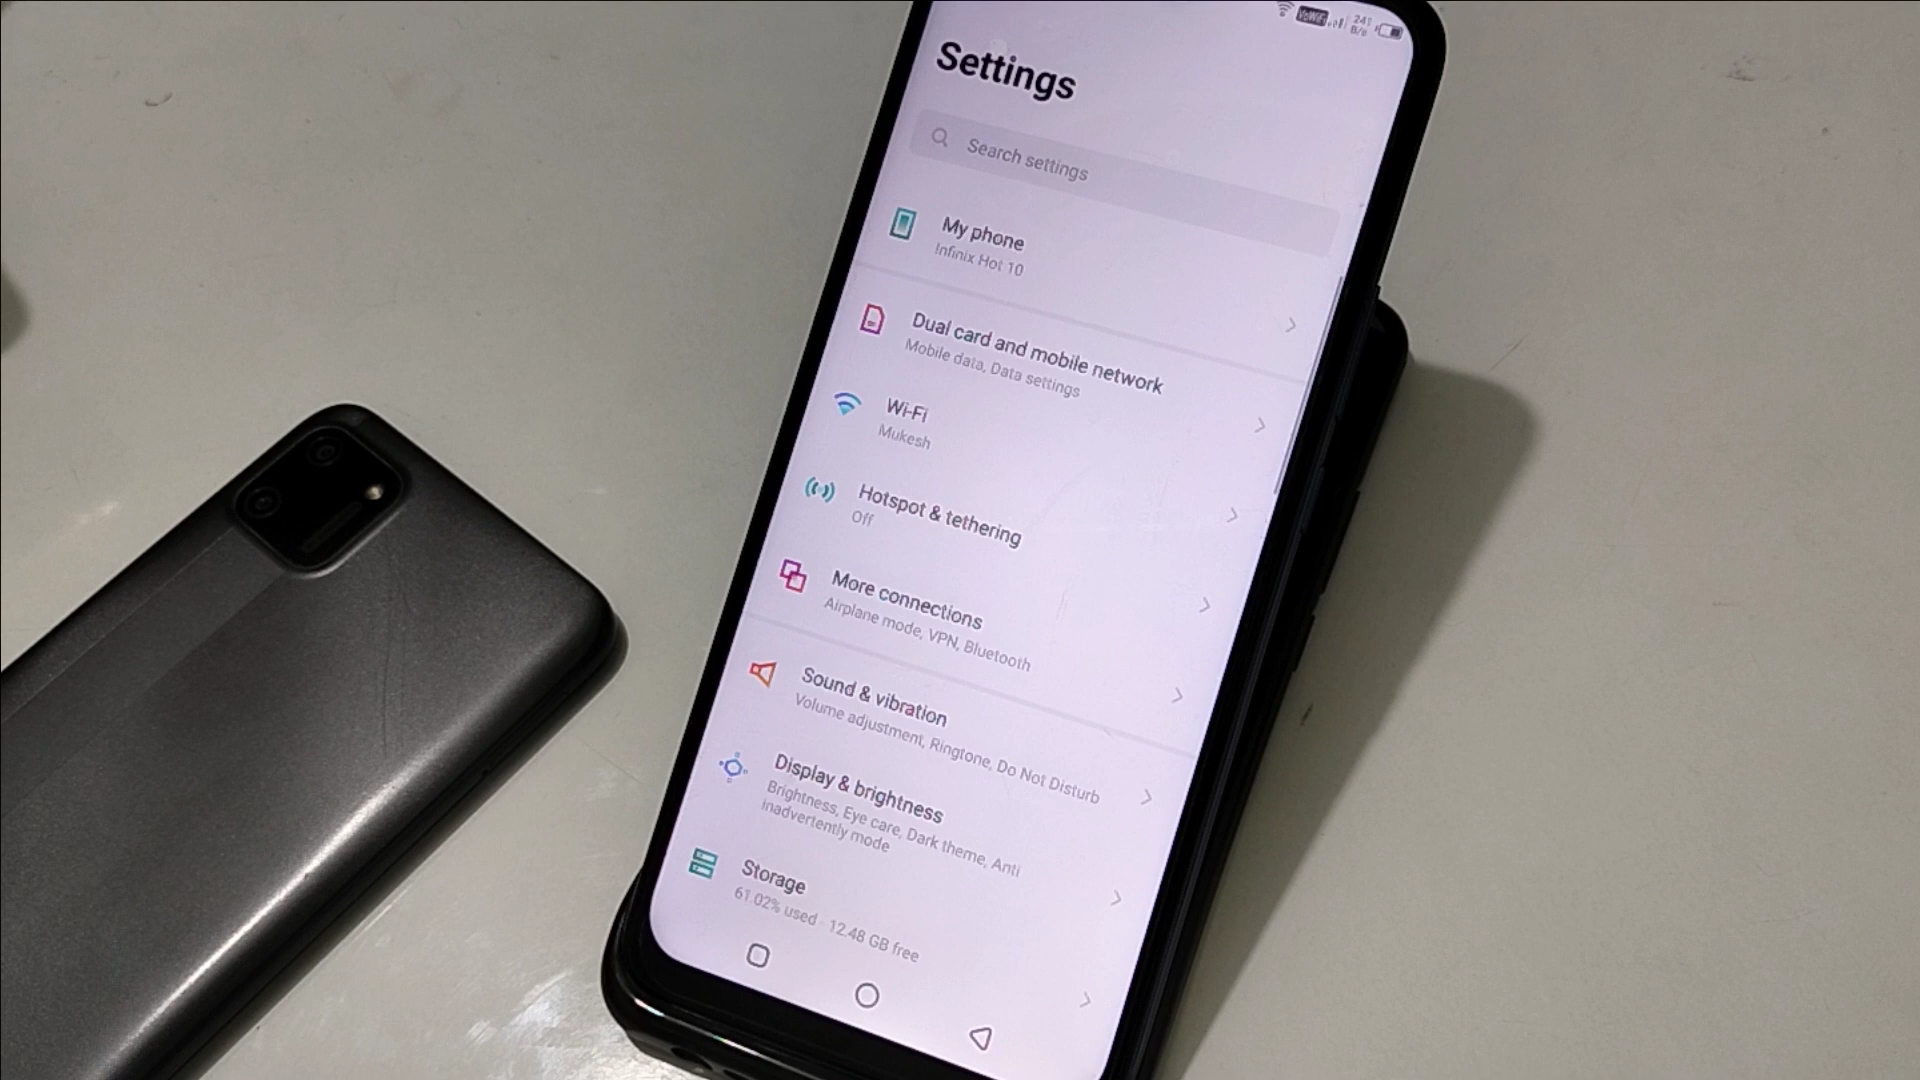 VoWiFi 241 B/s
Settings
Search settings
My phone
Infinix Hot 10
Dual card and mobile network
Mobile data, Data settings
Wi-Fi
Mukesh
Hotspot & tethering
Off
More connections
Airplane mode, VPN, Bluetooth
Sound & vibration
Volume adjustment, Ringtone, Do Not Disturb
Display & brightness
Brightness, Eye care, Dark theme, Anti
inadvertently mode
Storage
61.02% used - 12.48 GB free